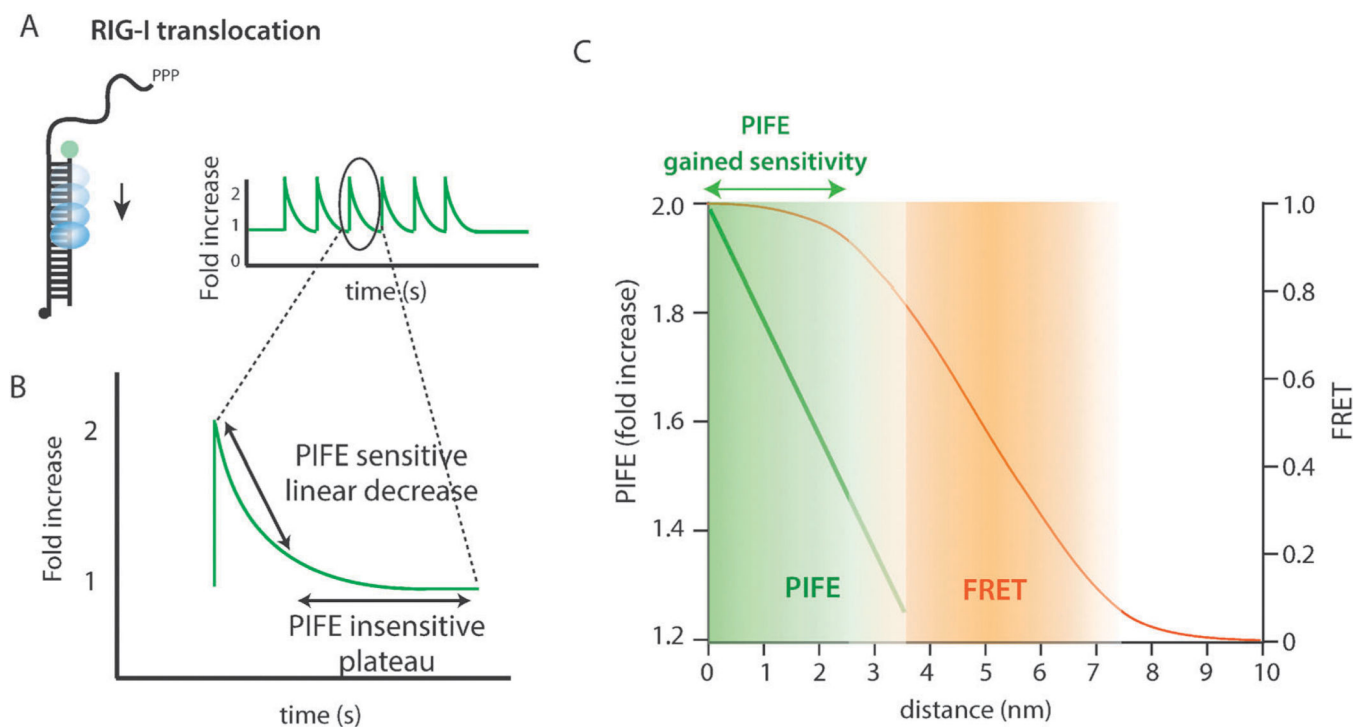 A
RIG-I translocation
PPP
Fold increase
2
1
0
time (s)
B
Fold increase
2
1
PIFE sensitive
linear decrease
PIFE insensitive
plateau
time (s)
C
PIFE
gained sensitivity
PIFE (fold increase)
2.0
1.8
1.6
1.4
1.2
PIFE
FRET
1.0
0.8
0.6
0.4
0.2
0
FRET
0 1 2 3 4 5 6 7 8 9 10
distance (nm)